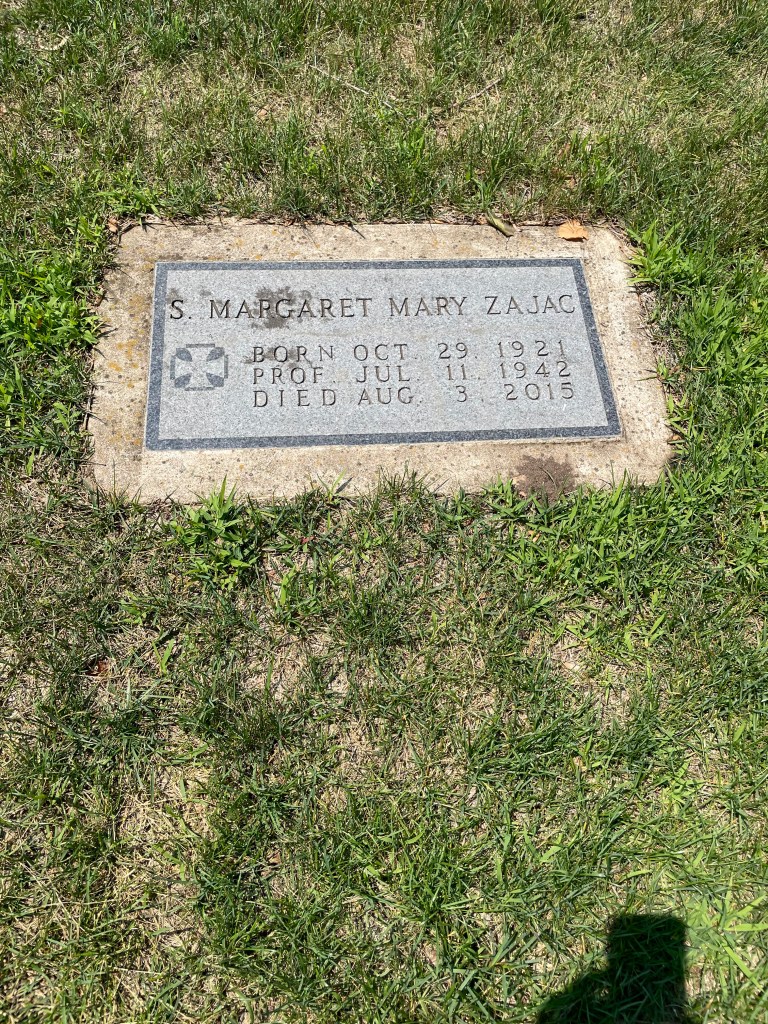 S. MARGARET MARY ZAJAC
BORN OCT. 29. 1921
PROF. JUL. 11. 1942
DIED AUG. 3. 2015